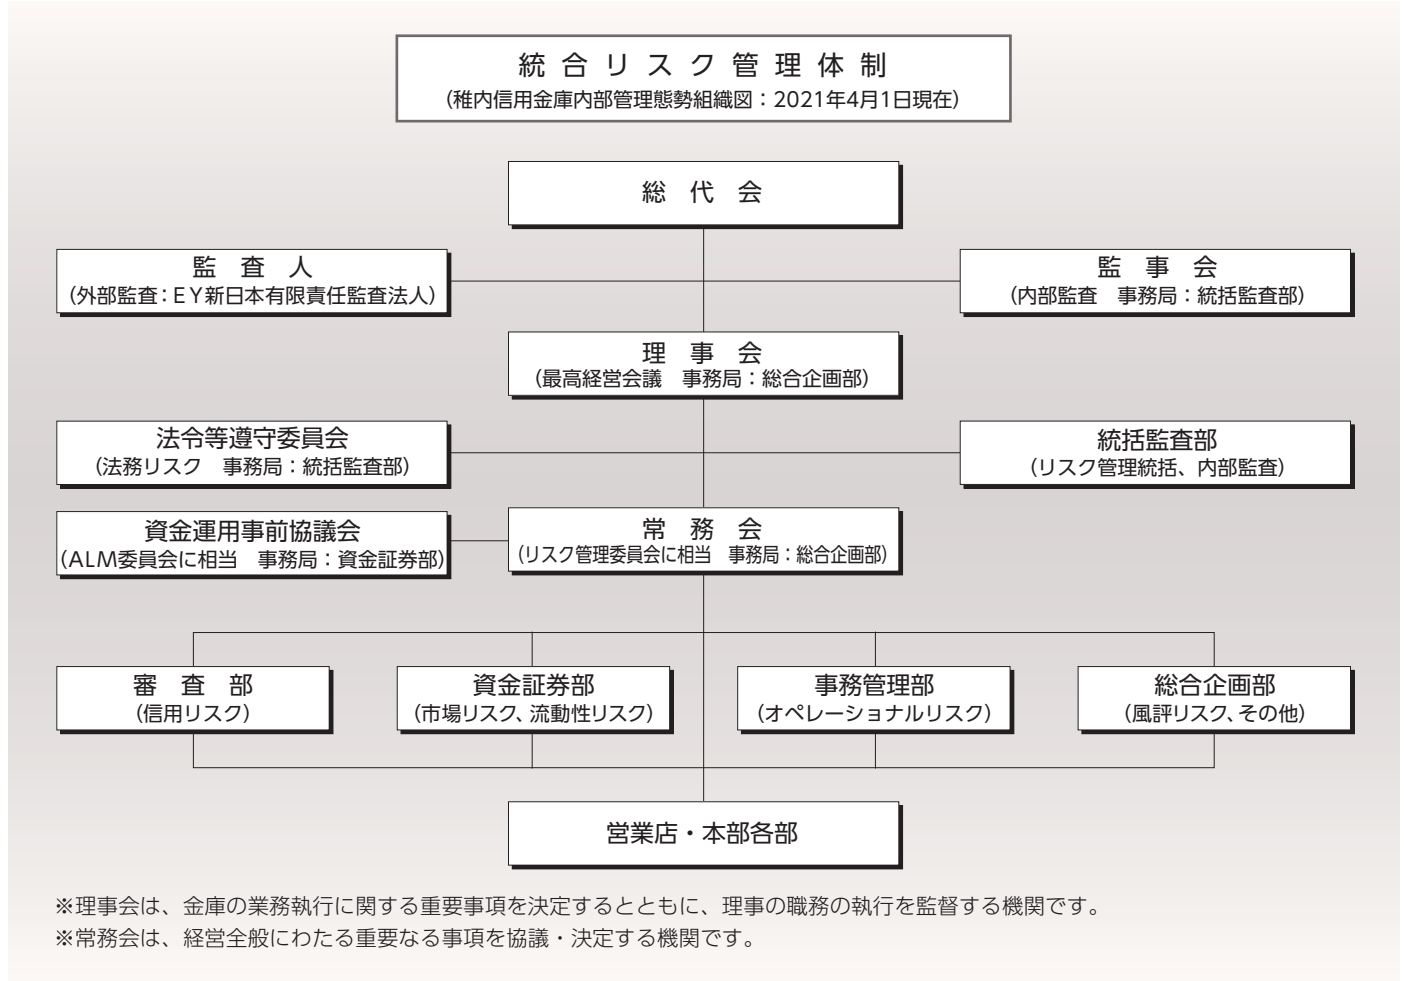 統合リスク管理体制
（稚内信用金庫内部管理態勢組織図：2021年4月1日現在）
総　代　会
監　査　人
（外部監査：ＥＹ新日本有限責任監査法人）
監　事　会
（内部監査　事務局：統括監査部）
理　事　会
（最高経営会議　事務局：総合企画部）
法令等遵守委員会
（法務リスク　事務局：統括監査部）
統括監査部
（リスク管理統括、内部監査）
資金運用事前協議会
（ALM委員会に相当　事務局：資金証券部）
常　務　会
（リスク管理委員会に相当　事務局：総合企画部）
審　査　部
（信用リスク）
資金証券部
（市場リスク、流動性リスク）
事務管理部
（オペレーショナルリスク）
総合企画部
（風評リスク、その他）
営業店・本部各部
※理事会は、金庫の業務執行に関する重要事項を決定するとともに、理事の職務の執行を監督する機関です。
※常務会は、経営全般にわたる重要なる事項を協議・決定する機関です。